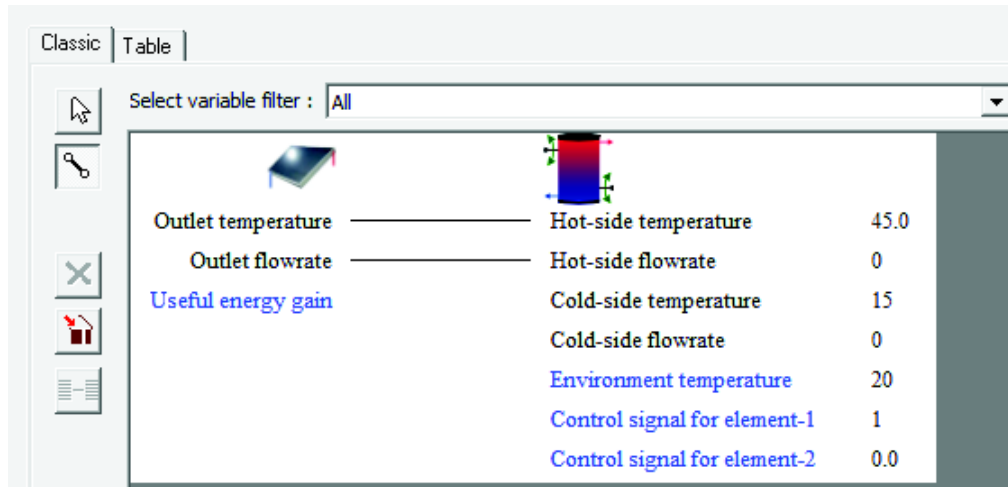 Classic Table
Select variable filter : All
Outlet temperature Hot-side temperature 45.0
Outlet flowrate Hot-side flowrate 0
Useful energy gain Cold-side temperature 15
Cold-side flowrate 0
Environment temperature 20
Control signal for element-1 1
Control signal for element-2 0.0